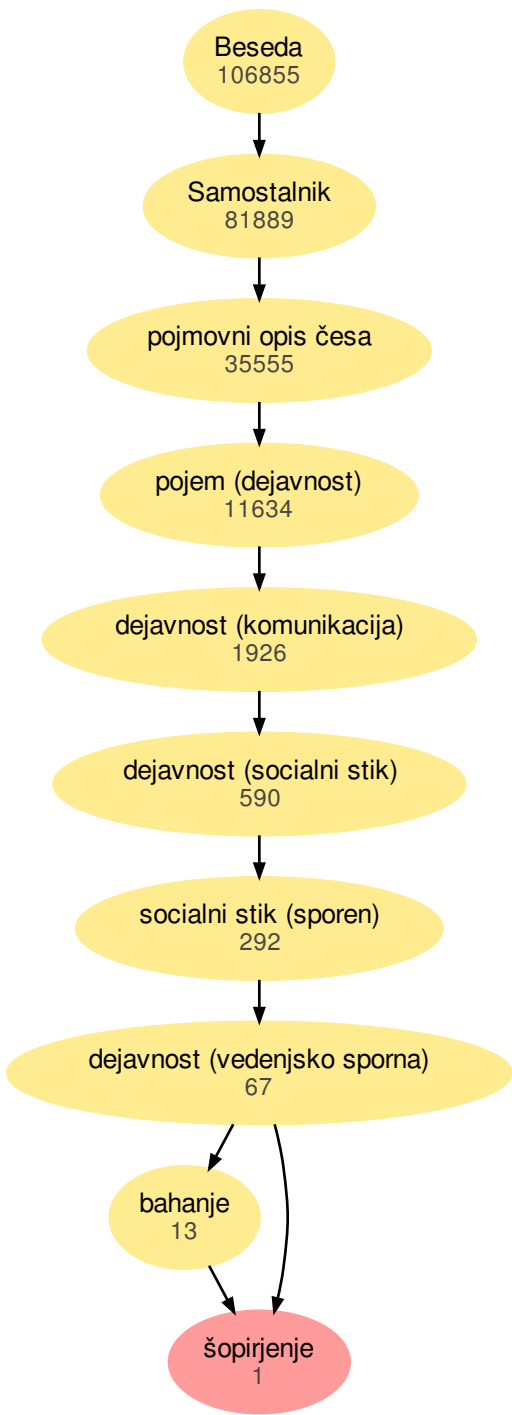 Beseda
106855
Samostalnik
81889
pojmovni opis česa
35555
pojem (dejavnost)
11634
dejavnost (komunikacija)
1926
dejavnost (socialni stik)
590
socialni stik (sporen)
292
dejavnost (vedenjsko sporna)
67
bahanje
13
šopirjenje
1